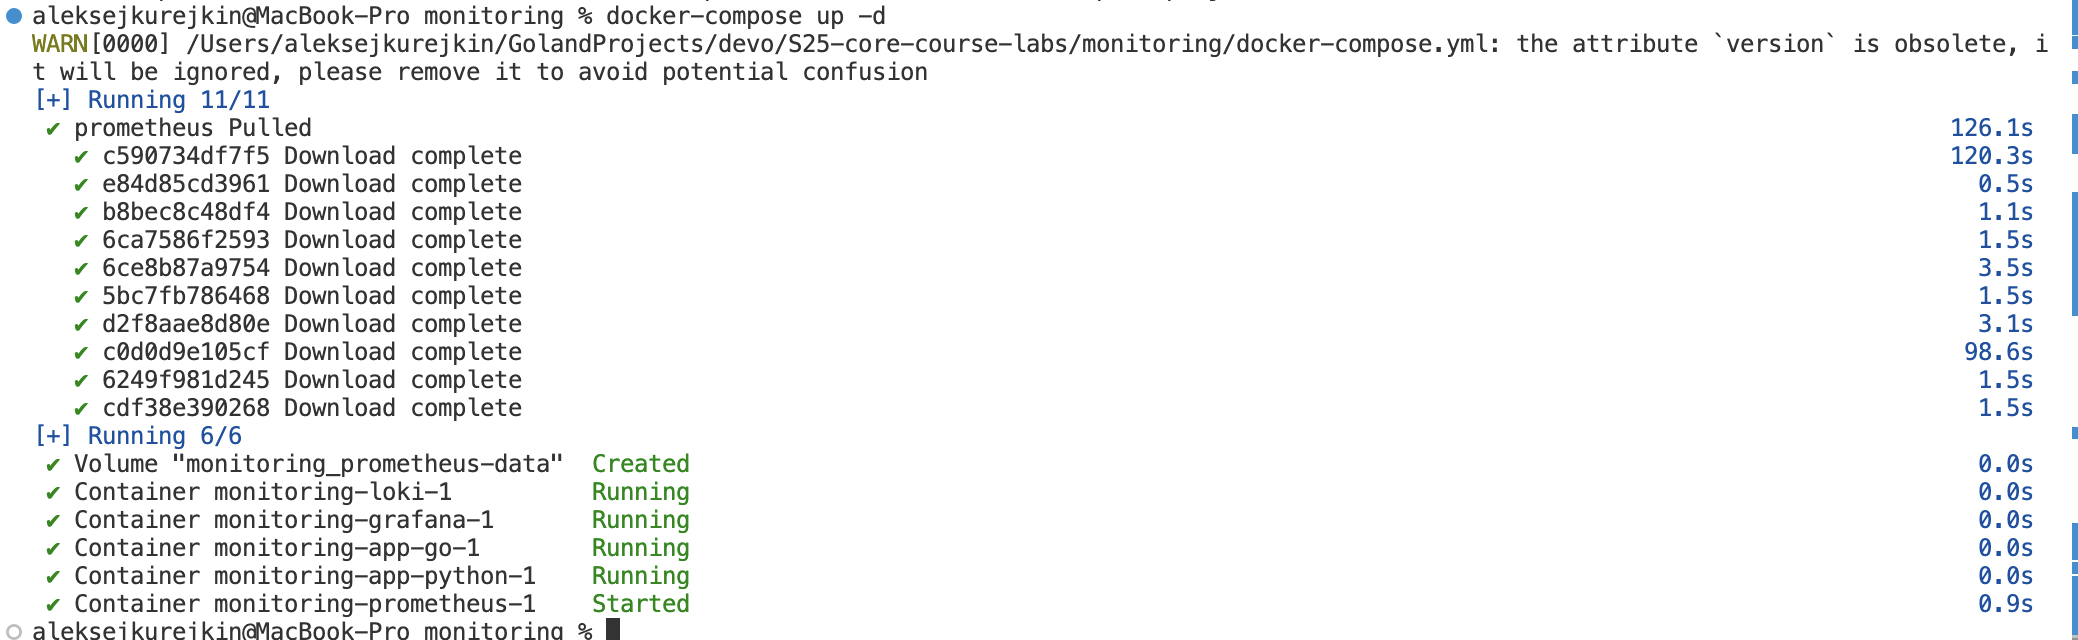 aleksejkurejkin@MacBook-Pro monitoring % docker-compose up -d
WARN[0000] /Users/aleksejkurejkin/GolandProjects/devo/S25-core-course-labs/monitoring/docker-compose.yml: the attribute `version` is obsolete, i
t will be ignored, please remove it to avoid potential confusion
[+] Running 11/11
✔ prometheus Pulled 126.1s
✔ c590734df7f5 Download complete 120.3s
✔ e84d85cd3961 Download complete 0.5s
✔ b8bec8c48df4 Download complete 1.1s
✔ 6ca7586f2593 Download complete 1.5s
✔ 6ce8b87a9754 Download complete 3.5s
✔ 5bc7fb786468 Download complete 1.5s
✔ d2f8aae8d80e Download complete 3.1s
✔ c0d0d9e105cf Download complete 98.6s
✔ 6249f981d245 Download complete 1.5s
✔ cdf38e390268 Download complete 1.5s
[+] Running 6/6
✔ Volume "monitoring_prometheus-data" Created 0.0s
✔ Container monitoring-loki-1 Running 0.0s
✔ Container monitoring-grafana-1 Running 0.0s
✔ Container monitoring-app-go-1 Running 0.0s
✔ Container monitoring-app-python-1 Running 0.0s
✔ Container monitoring-prometheus-1 Started 0.9s
aleksejkurejkin@MacBook-Pro monitoring %